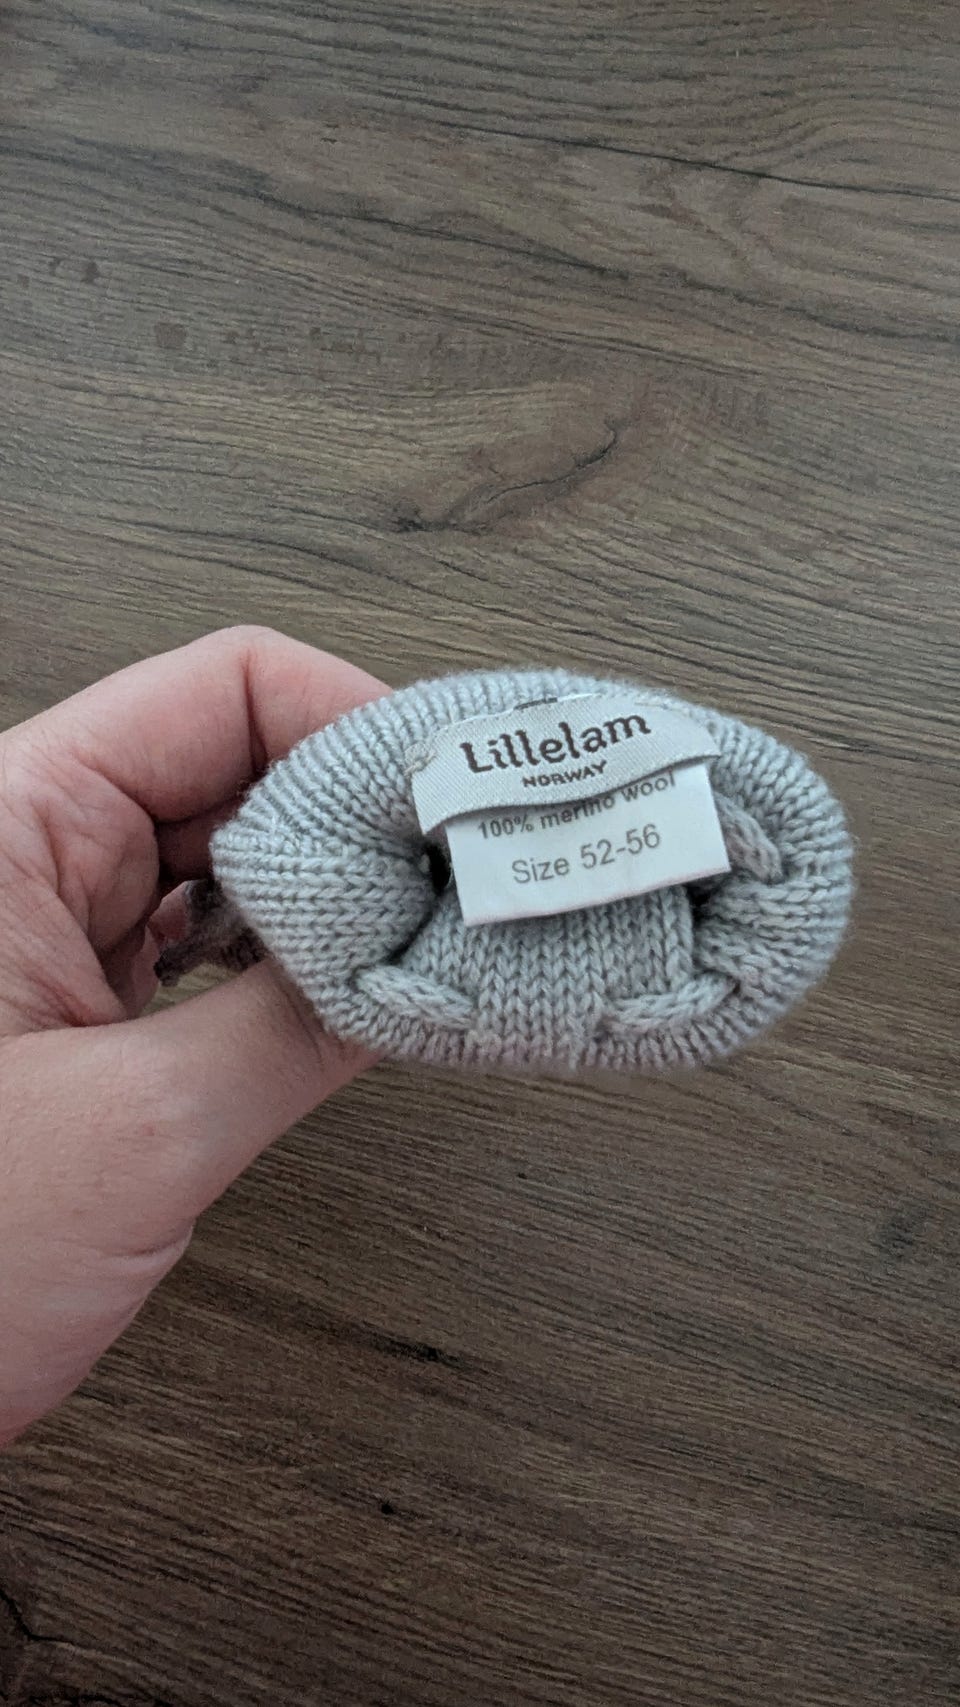 Lillelam
NORWAY
100% merino wool
Size 52-56